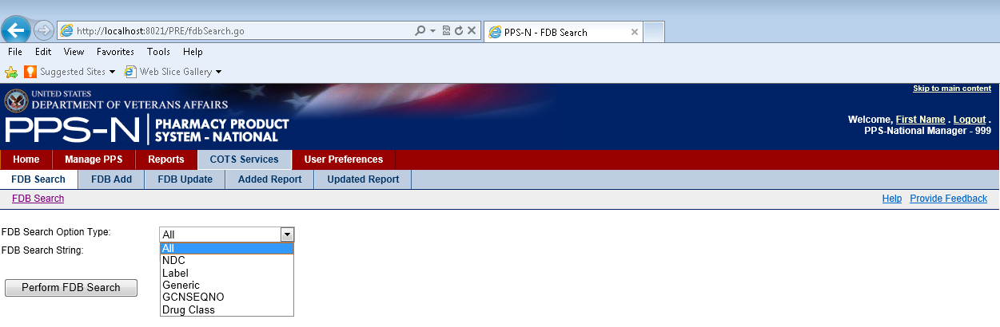 http://localhost:8021/PRE/fdbSearch.go
PPS-N - FDB Search
File Edit View Favorites Tools Help
Suggested Sites Web Slice Gallery
Skip to main content
UNITED STATES
DEPARTMENT OF VETERANS AFFAIRS
PPS-N PHARMACY PRODUCT
SYSTEM - NATIONAL
Welcome, First Name . Logout .
PPS-National Manager - 999
Home Manage PPS Reports COTS Services User Preferences
FDB Search FDB Add FDB Update Added Report Updated Report
FDB Search Help Provide Feedback
FDB Search Option Type: All
All
FDB Search String:
NDC
Label
Generic
Perform FDB Search
GCNSEQNO
Drug Class